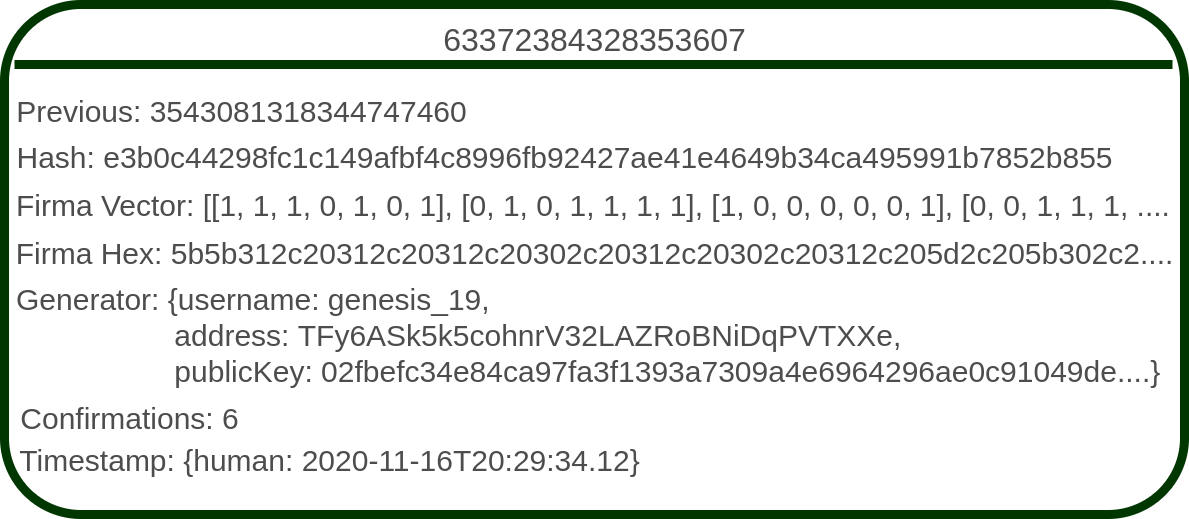 63372384328353607
Previous: 3543081318344747460
Hash: e3b0c44298fc1c149afbf4c8996fb92427ae41e4649b34ca495991b7852b855
Firma Vector: [[1, 1, 1, 0, 1, 0, 1], [0, 1, 0, 1, 1, 1, 1], [1, 0, 0, 0, 0, 0, 1], [0, 0, 1, 1, 1, ....
Firma Hex: 5b5b312c20312c20312c20302c20312c20302c20312c205d2c205b302c2....
Generator: {username: genesis_19,
address: TFy6ASk5k5cohnrV32LAZRoBNiDqPVTXXe,
publicKey: 02fbefc34e84ca97fa3f1393a7309a4e6964296ae0c91049de....}
Confirmations: 6
Timestamp: {human: 2020-11-16T20:29:34.12}